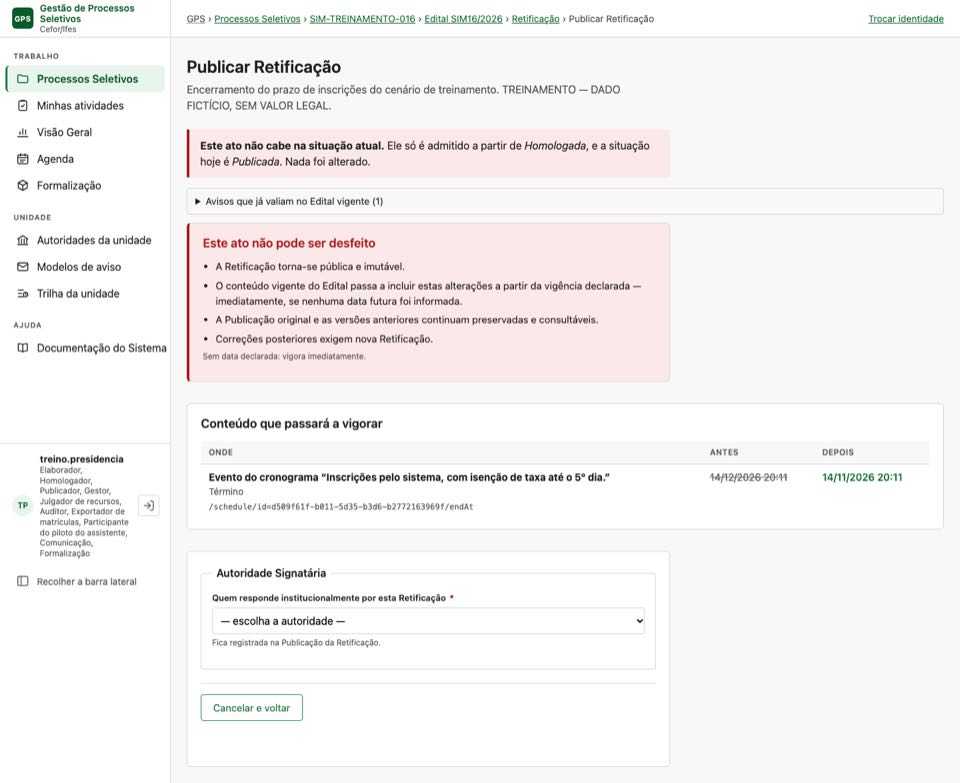 GPS
Gestão de Processos
Seletivos
Cefor/Ifes
GPS › Processos Seletivos › SIM-TREINAMENTO-016 › Edital SIM16/2026 › Retificação › Publicar Retificação
Trocar identidade
TRABALHO
Processos Seletivos
Minhas atividades
Visão Geral
Agenda
Formalização
UNIDADE
Autoridades da unidade
Modelos de aviso
Trilha da unidade
AJUDA
Documentação do Sistema
TP
treino.presidencia
Elaborador,
Homologador,
Publicador, Gestor,
Julgador de recursos,
Auditor, Exportador de
matrículas, Participante
do piloto do assistente,
Comunicação,
Formalização
Recolher a barra lateral
Publicar Retificação
Encerramento do prazo de inscrições do cenário de treinamento. TREINAMENTO — DADO
FICTÍCIO, SEM VALOR LEGAL.
Este ato não cabe na situação atual. Ele só é admitido a partir de Homologada, e a situação
hoje é Publicada. Nada foi alterado.
▶ Avisos que já valiam no Edital vigente (1)
Este ato não pode ser desfeito
• A Retificação torna-se pública e imutável.
• O conteúdo vigente do Edital passa a incluir estas alterações a partir da vigência declarada —
imediatamente, se nenhuma data futura foi informada.
• A Publicação original e as versões anteriores continuam preservadas e consultáveis.
• Correções posteriores exigem nova Retificação.
Sem data declarada: vigora imediatamente.
Conteúdo que passará a vigorar
ONDE ANTES DEPOIS
Evento do cronograma “Inscrições pelo sistema, com isenção de taxa até o 5º dia.” 14/12/2026 20:11 14/11/2026 20:11
Término
/schedule/id=d509f61f-b011-5d35-b3d6-b2772163969f/endAt
Autoridade Signatária
Quem responde institucionalmente por esta Retificação *
— escolha a autoridade —
Fica registrada na Publicação da Retificação.
Cancelar e voltar